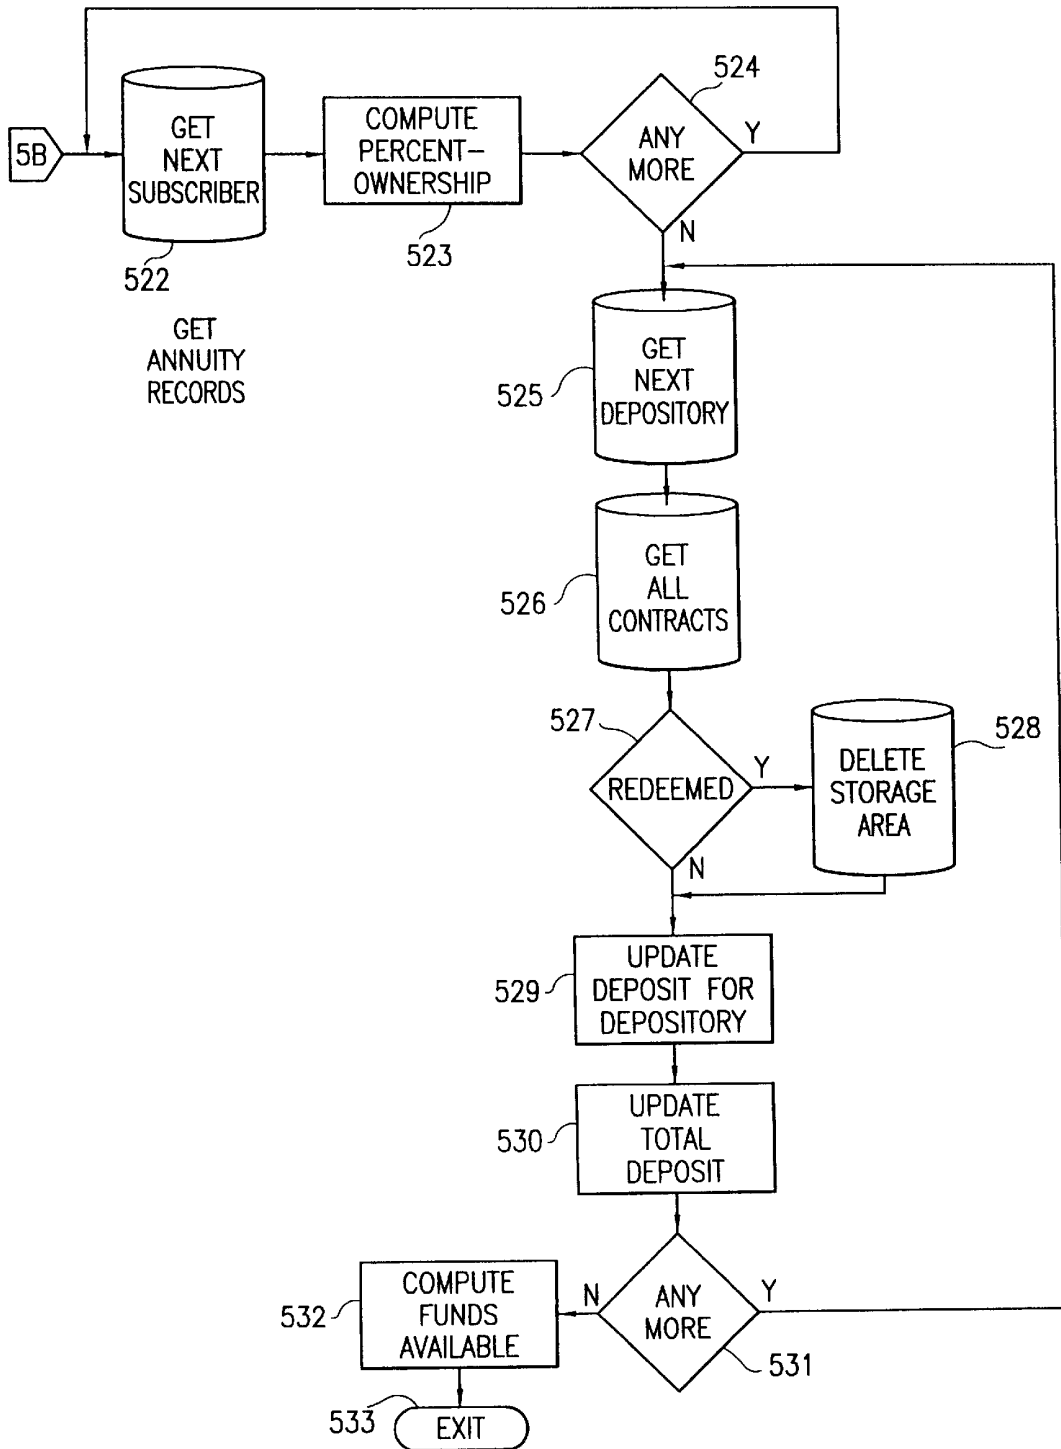 5B
GET
NEXT
SUBSCRIBER
522
GET
ANNUITY
RECORDS
COMPUTE
PERCENT-
OWNERSHIP
523
ANY
MORE
524
Y
N
GET
NEXT
DEPOSITORY
525
GET
ALL
CONTRACTS
526
527
REDEEMED
Y
N
DELETE
STORAGE
AREA
528
UPDATE
DEPOSIT FOR
DEPOSITORY
529
UPDATE
TOTAL
DEPOSIT
530
ANY
MORE
Y
N
531
COMPUTE
FUNDS
AVAILABLE
532
533
EXIT